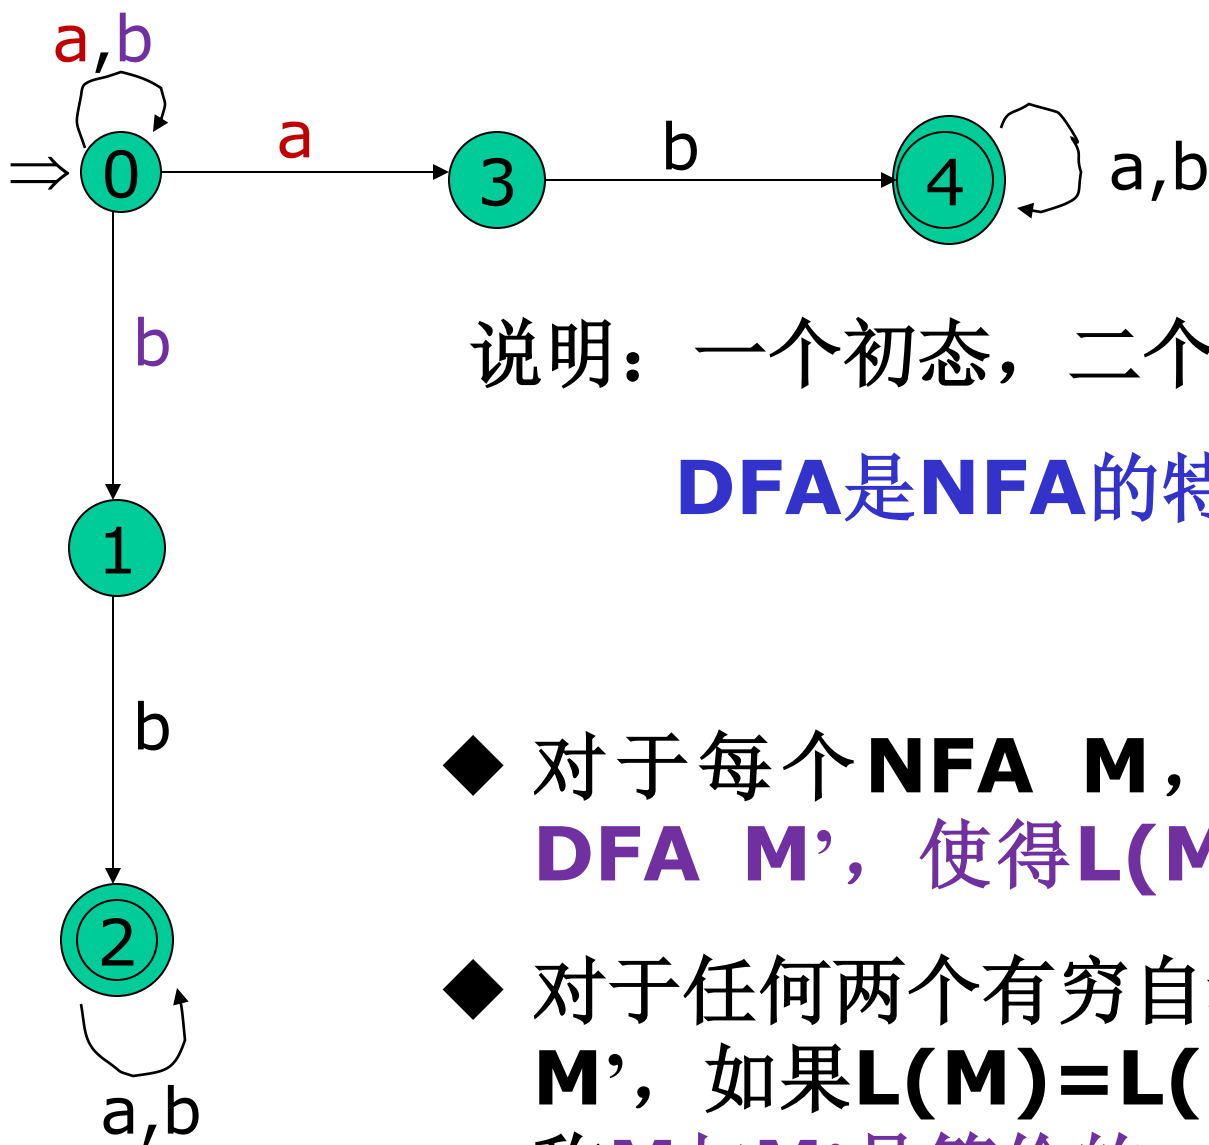 a,b
⇒ 0
a
3
b
4
a,b
b
说明：一个初态，二个
DFA是NFA的特
1
b
◆ 对于每个NFA M，
DFA M’，使得L(M
2
◆ 对于任何两个有穷自
M’，如果L(M)=L(
a,b